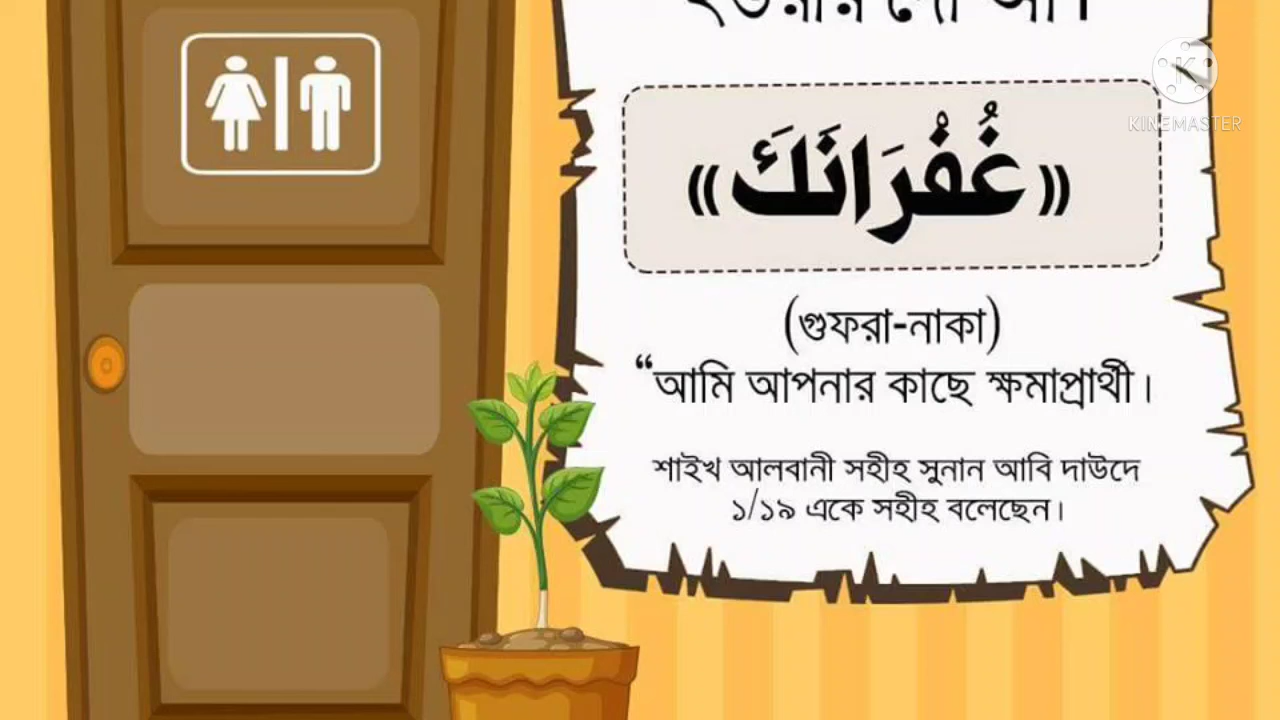 «غُفْرَانَكَ»
(গুফরা-নাকা)
“আমি আপনার কাছে ক্ষমাপ্রার্থী।
শাইখ আলবানী সহীহ সুনান আবি দাউদে
১/১৯ একে সহীহ বলেছেন।
KINEMASTER